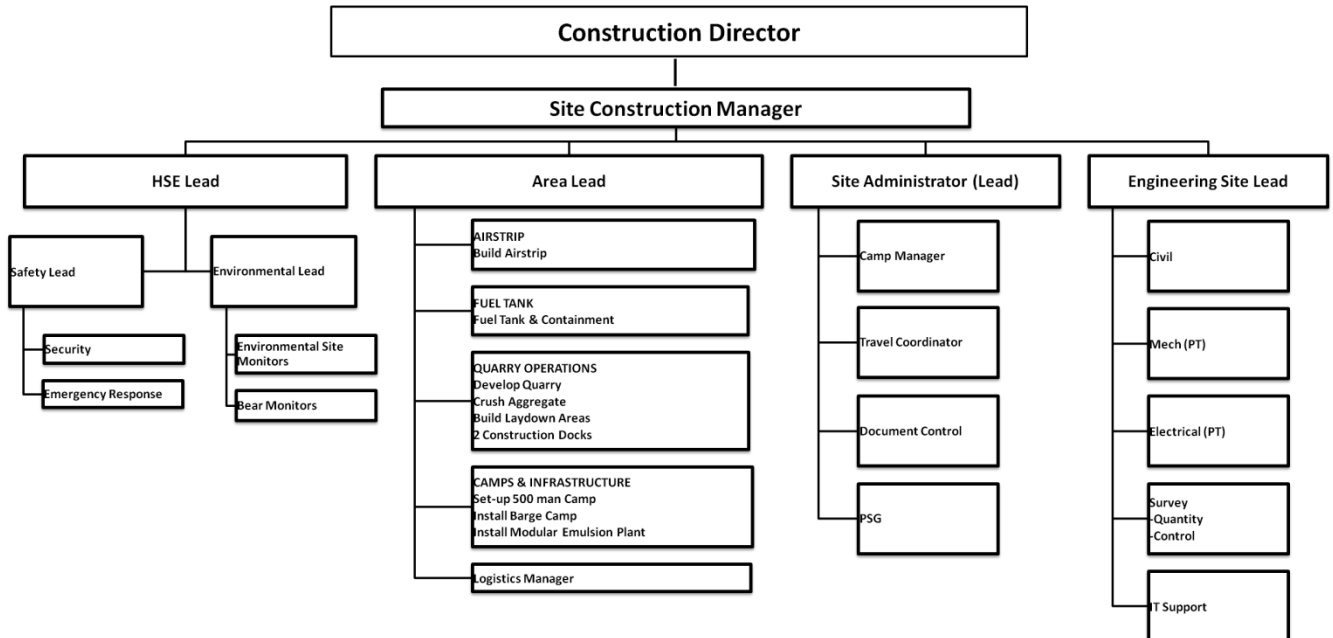 Construction Director
Site Construction Manager
HSE Lead
Area Lead
Site Administrator (Lead)
Engineering Site Lead
Safety Lead
Environmental Lead
Security
Emergency Response
Environmental Site
Monitors
Bear Monitors
AIRSTRIP
Build Airstrip
FUEL TANK
Fuel Tank & Containment
QUARRY OPERATIONS
Develop Quarry
Crush Aggregate
Build Laydown Areas
2 Construction Docks
CAMPS & INFRASTRUCTURE
Set-up 500 man Camp
Install Barge Camp
Install Modular Emulsion Plant
Logistics Manager
Camp Manager
Travel Coordinator
Document Control
PSG
Civil
Mech (PT)
Electrical (PT)
Survey
-Quantity
-Control
IT Support